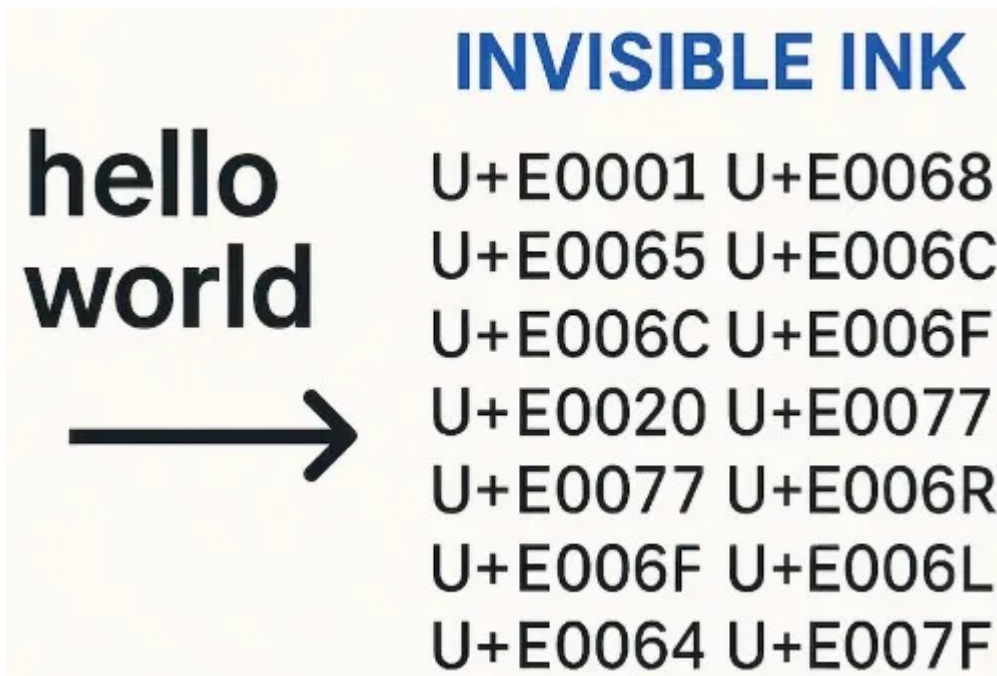 INVISIBLE INK
hello
world
U+E0001 U+E0068
U+E0065 U+E006C
U+E006C U+E006F
U+E0020 U+E0077
U+E0077 U+E006R
U+E006F U+E006L
U+E0064 U+E007F